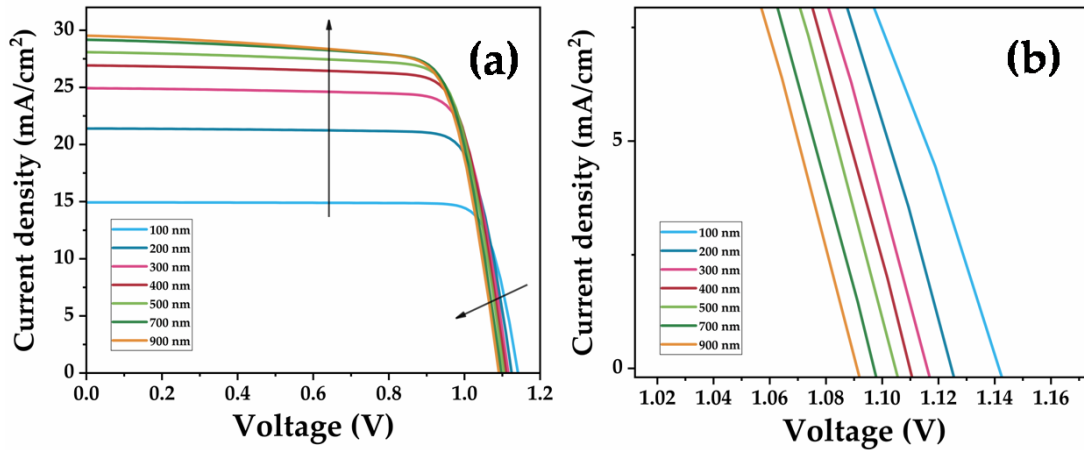 (a)
Current density (mA/cm²)
30
25
20
15
10
5
0
100 nm
200 nm
300 nm
400 nm
500 nm
700 nm
900 nm
0.0 0.2 0.4 0.6 0.8 1.0 1.2
Voltage (V)
(b)
Current density (mA/cm²)
5
0
100 nm
200 nm
300 nm
400 nm
500 nm
700 nm
900 nm
1.02 1.04 1.06 1.08 1.10 1.12 1.14 1.16
Voltage (V)